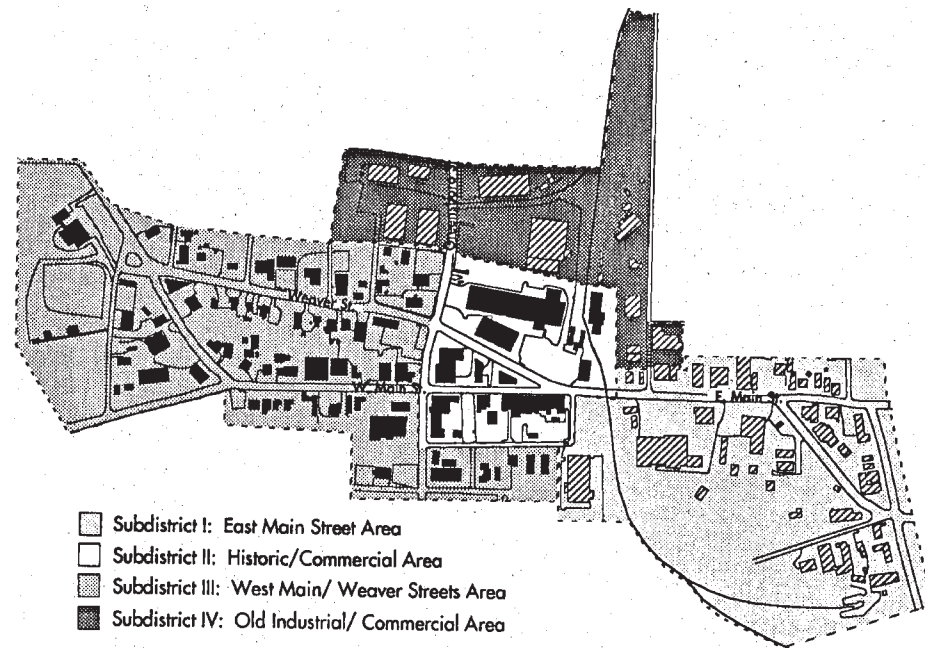 Weaver St.
W. Main St.
E. Main St.
Subdistrict I: East Main Street Area
Subdistrict II: Historic/Commercial Area
Subdistrict III: West Main/ Weaver Streets Area
Subdistrict IV: Old Industrial/ Commercial Area